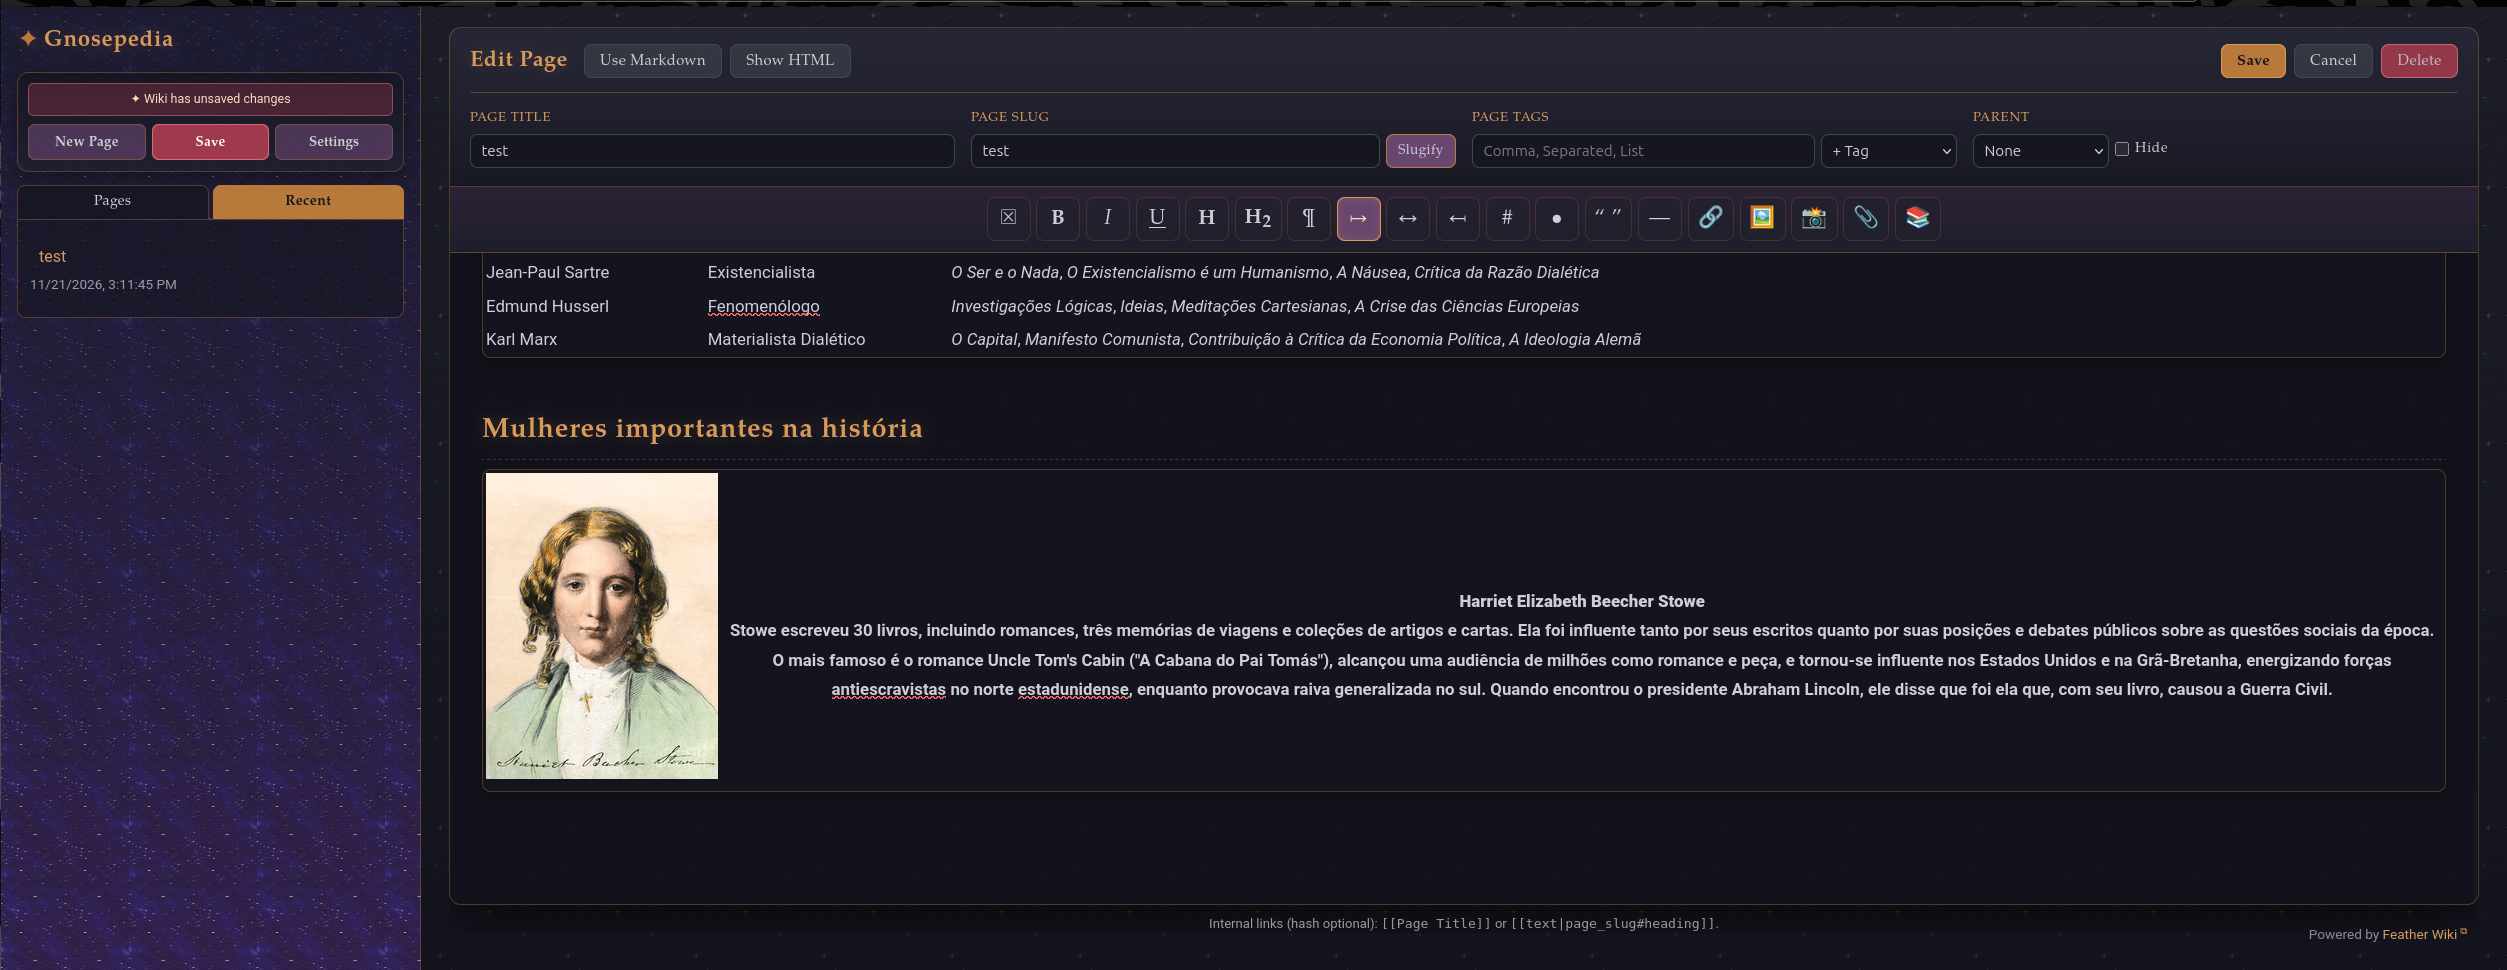 ✦ Gnosepedia
✦ Wiki has unsaved changes
New Page Save Settings
Pages Recent
test
11/21/2026, 3:11:45 PM
Edit Page Use Markdown Show HTML Save Cancel Delete
PAGE TITLE PAGE SLUG PAGE TAGS PARENT
test test Slugify Comma, Separated, List + Tag None Hide
B I U H H2 ¶ # “ ”
Jean-Paul Sartre Existencialista O Ser e o Nada, O Existencialismo é um Humanismo, A Náusea, Crítica da Razão Dialética
Edmund Husserl Fenomenólogo Investigações Lógicas, Ideias, Meditações Cartesianas, A Crise das Ciências Europeias
Karl Marx Materialista Dialético O Capital, Manifesto Comunista, Contribuição à Crítica da Economia Política, A Ideologia Alemã
Mulheres importantes na história
Harriet Elizabeth Beecher Stowe
Stowe escreveu 30 livros, incluindo romances, três memórias de viagens e coleções de artigos e cartas. Ela foi influente tanto por seus escritos quanto por suas posições e debates públicos sobre as questões sociais da época.
O mais famoso é o romance Uncle Tom's Cabin ("A Cabana do Pai Tomás"), alcançou uma audiência de milhões como romance e peça, e tornou-se influente nos Estados Unidos e na Grã-Bretanha, energizando forças
antiescravistas no norte estadunidense, enquanto provocava raiva generalizada no sul. Quando encontrou o presidente Abraham Lincoln, ele disse que foi ela que, com seu livro, causou a Guerra Civil.
Harriet Beecher Stowe
Internal links (hash optional): [[Page Title]] or [[text|page_slug#heading]].
Powered by Feather Wiki